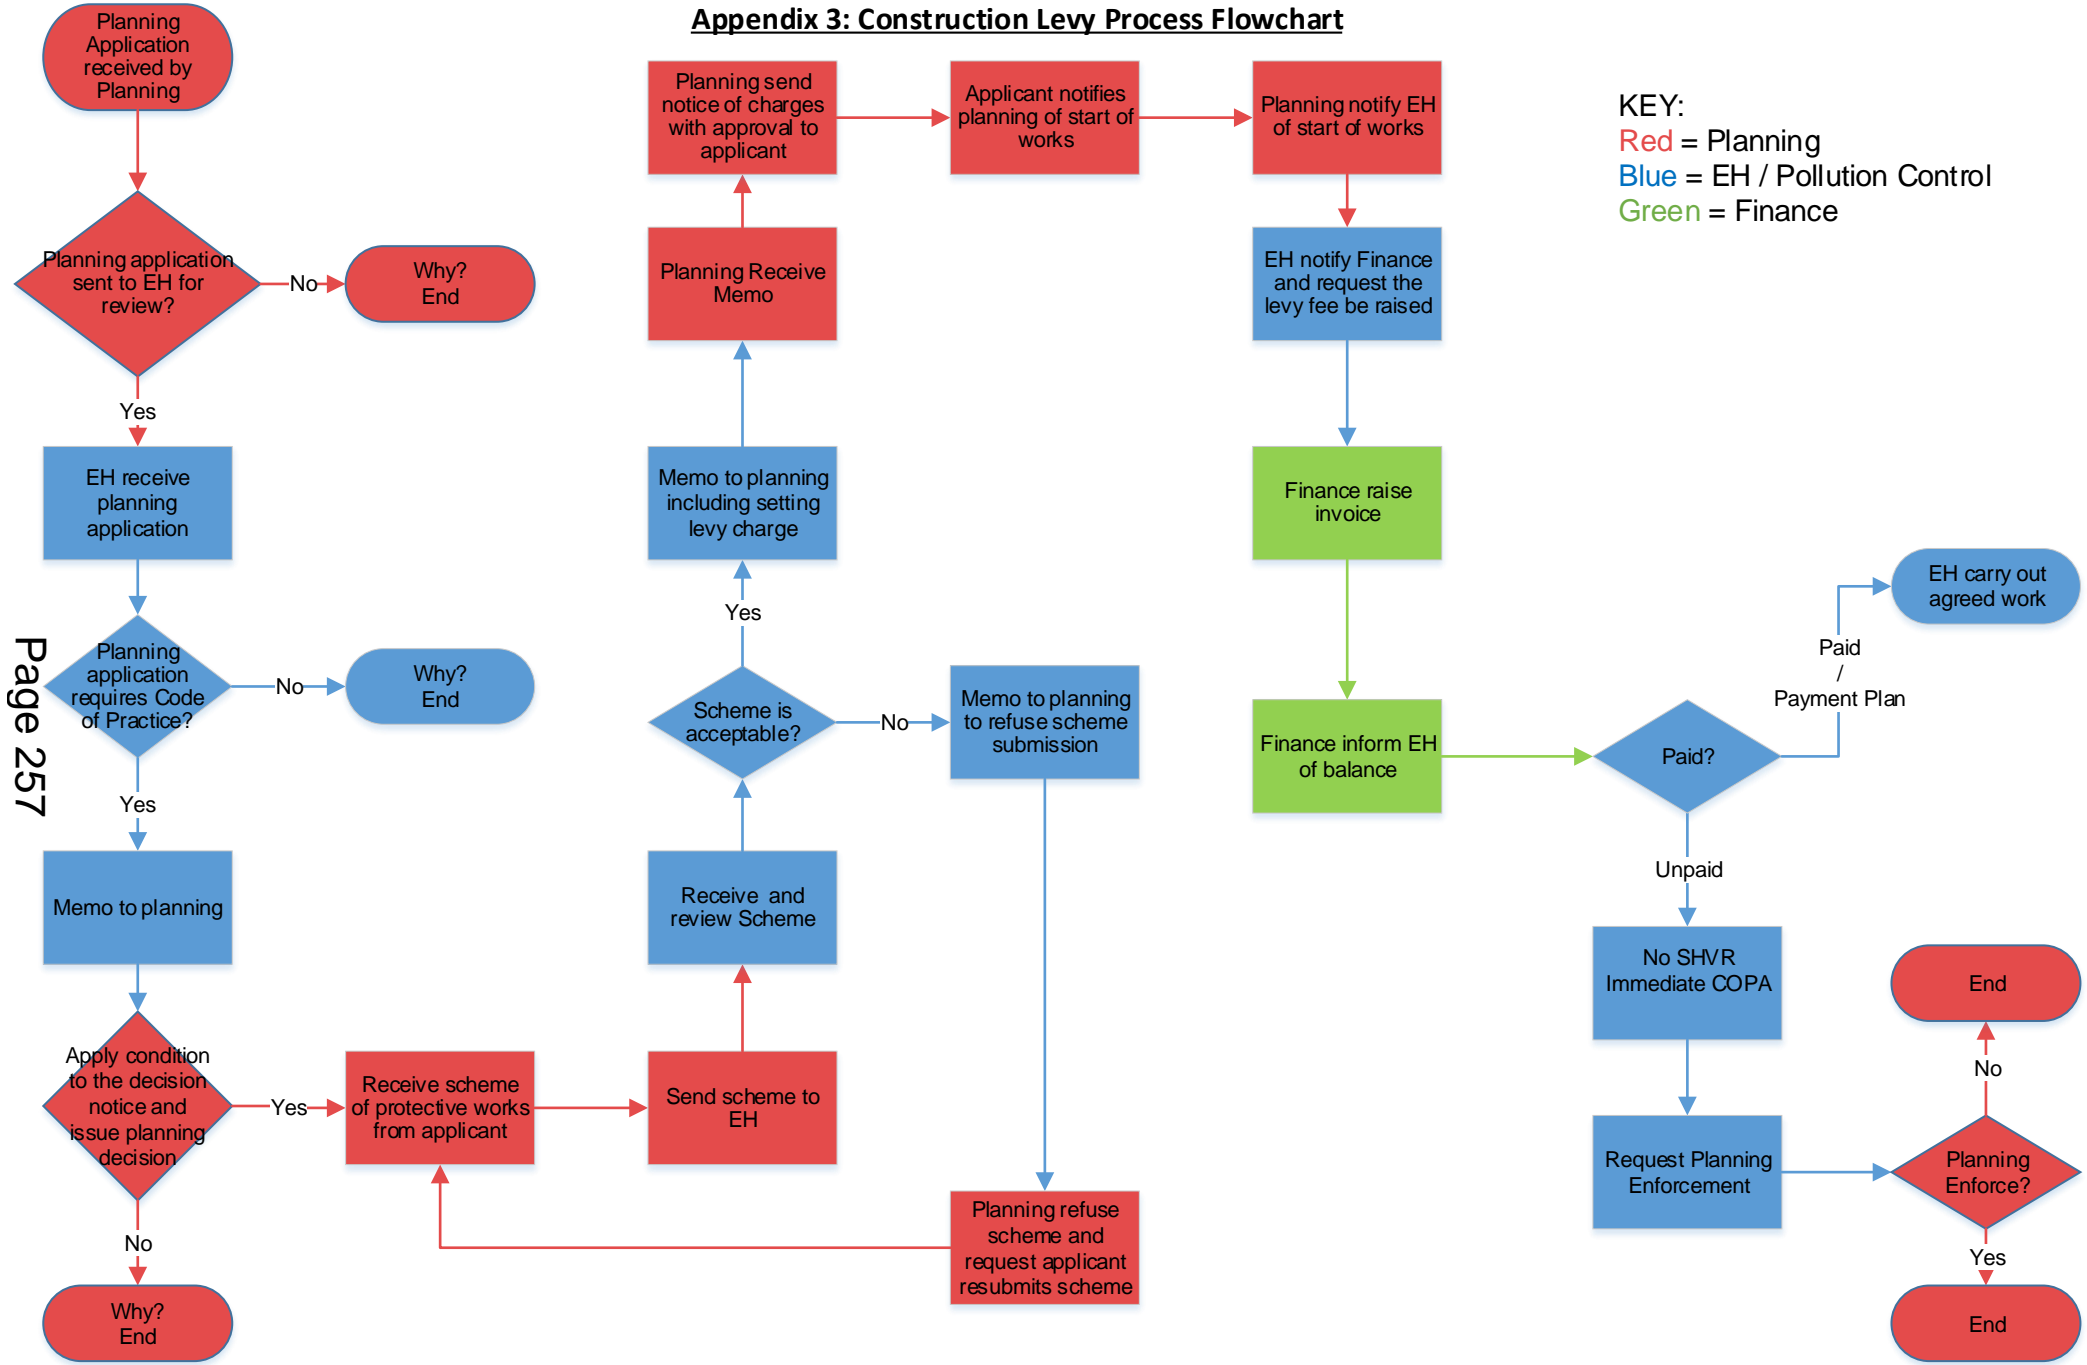 Appendix 3: Construction Levy Process Flowchart
Planning
Application
received by
Planning
Planning application
sent to EH for
review?
No
Why?
End
Yes
EH receive
planning
application
Planning
application
requires Code
of Practice?
No
Why?
End
Yes
Memo to planning
Apply condition
to the decision
notice and
issue planning
decision
No
Why?
End
Yes
Receive scheme
of protective works
from applicant
Send scheme to
EH
Receive and
review Scheme
Scheme is
acceptable?
No
Memo to planning
to refuse scheme
submission
Planning refuse
scheme and
request applicant
resubmits scheme
Yes
Memo to planning
including setting
levy charge
Planning Receive
Memo
Planning send
notice of charges
with approval to
applicant
Applicant notifies
planning of start of
works
Planning notify EH
of start of works
EH notify Finance
and request the
levy fee be raised
Finance raise
invoice
Finance inform EH
of balance
Paid?
Paid
/
Payment Plan
EH carry out
agreed work
Unpaid
No SHVR
Immediate COPA
Request Planning
Enforcement
Planning
Enforce?
No
End
Yes
End
KEY:
Red = Planning
Blue = EH / Pollution Control
Green = Finance
Page 257